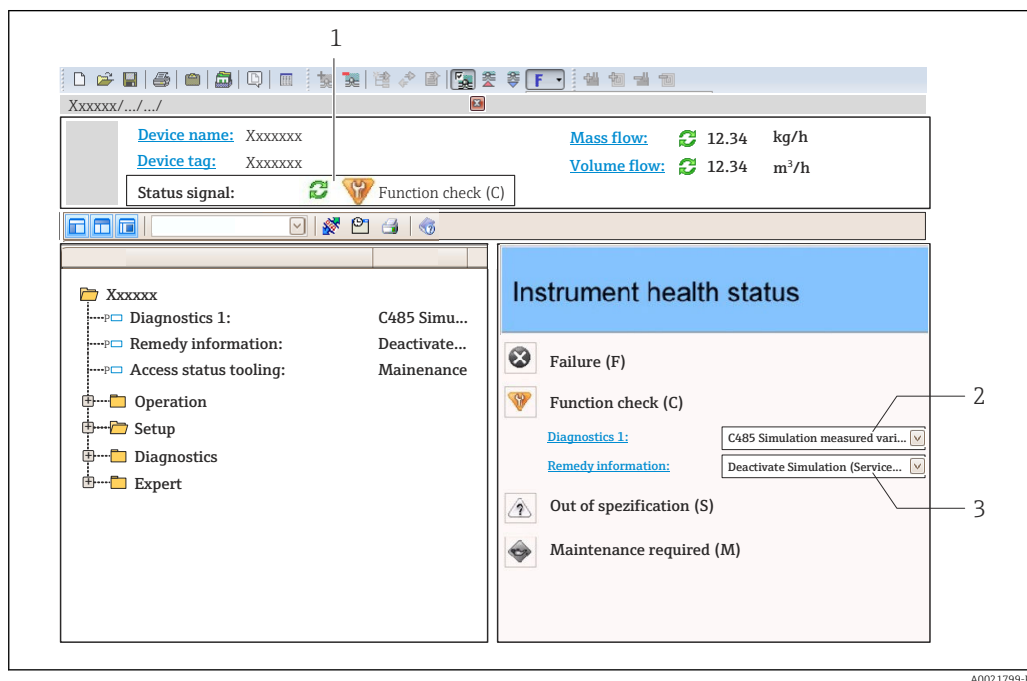 1
F
Xxxxxx/.../.../
Device name: Xxxxxxx
Mass flow: 12.34 kg/h
Device tag: Xxxxxxx
Volume flow: 12.34 m³/h
Status signal: Function check (C)
Xxxxxx
P Diagnostics 1: C485 Simu...
P Remedy information: Deactivate...
P Access status tooling: Mainenance
Operation
Setup
Diagnostics
Expert
Instrument health status
Failure (F)
Function check (C)
2
Diagnostics 1: C485 Simulation measured vari...
Remedy information: Deactivate Simulation (Service...
Out of spezification (S)
3
Maintenance required (M)